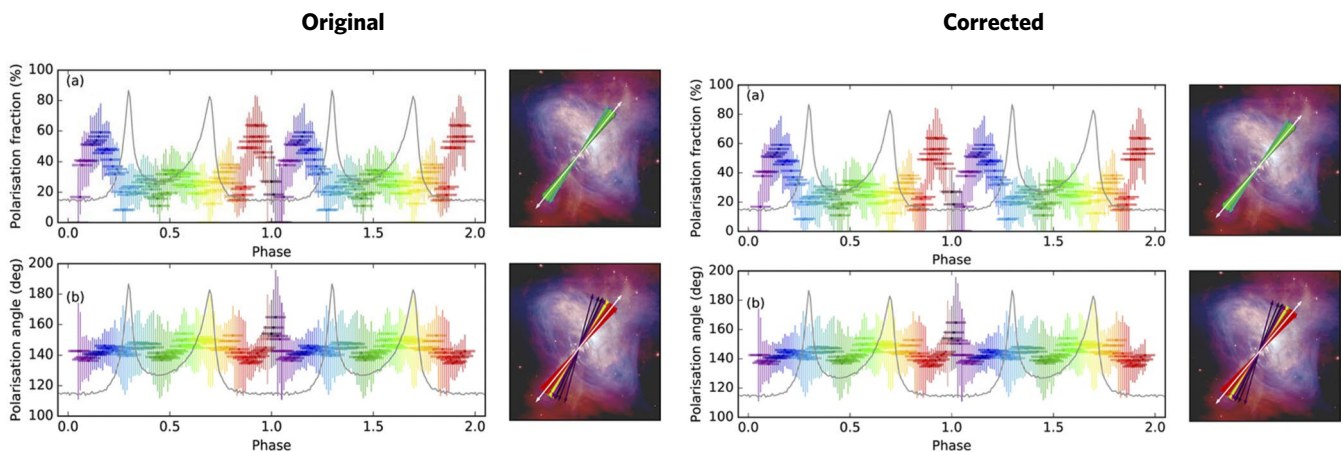 Original
Corrected
Polarisation fraction (%)
100
80
60
40
20
0
(a)
0.0 0.5 1.0 1.5 2.0
Phase
Polarisation angle (deg)
200
180
160
140
120
100
(b)
0.0 0.5 1.0 1.5 2.0
Phase
Polarisation fraction (%)
100
80
60
40
20
0
(a)
0.0 0.5 1.0 1.5 2.0
Phase
Polarisation angle (deg)
200
180
160
140
120
100
(b)
0.0 0.5 1.0 1.5 2.0
Phase